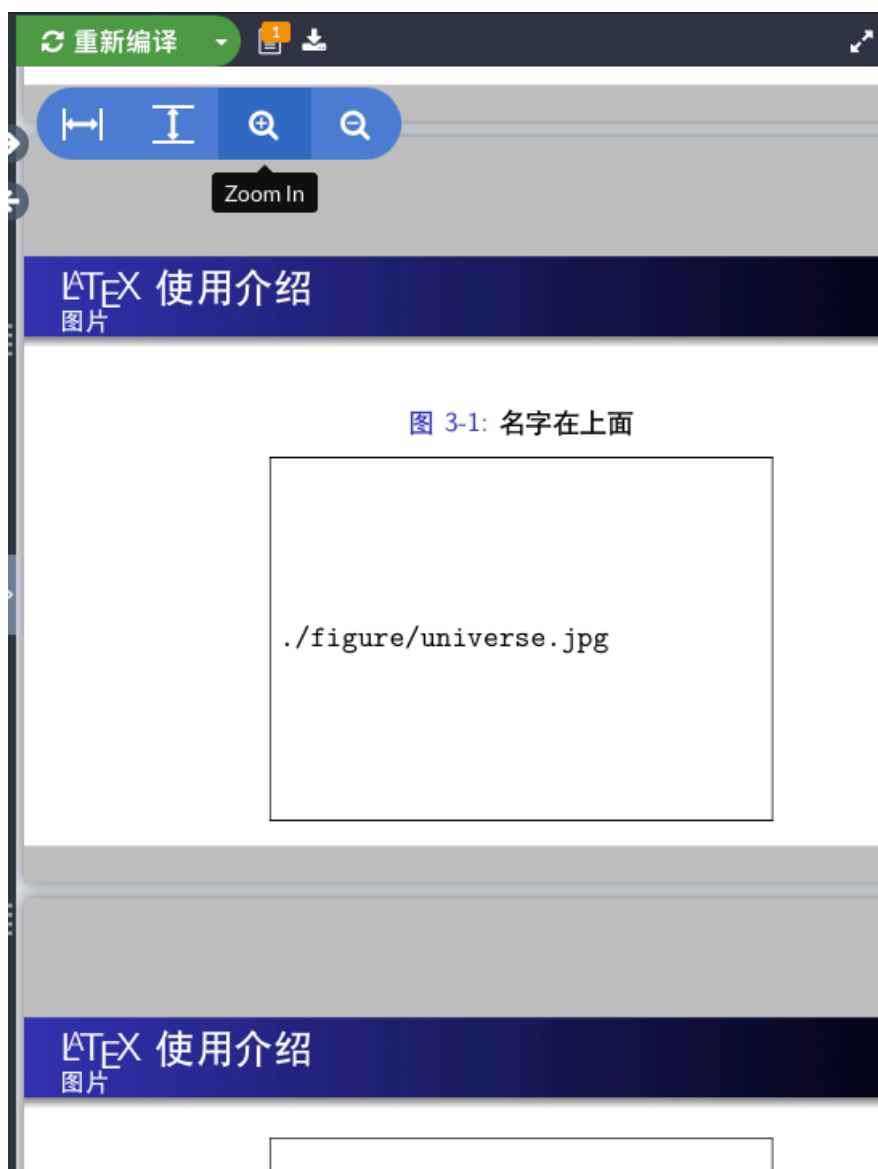 重新编译
1
Zoom In
LATEX 使用介绍
图片
图 3-1: 名字在上面
./figure/universe.jpg
LATEX 使用介绍
图片